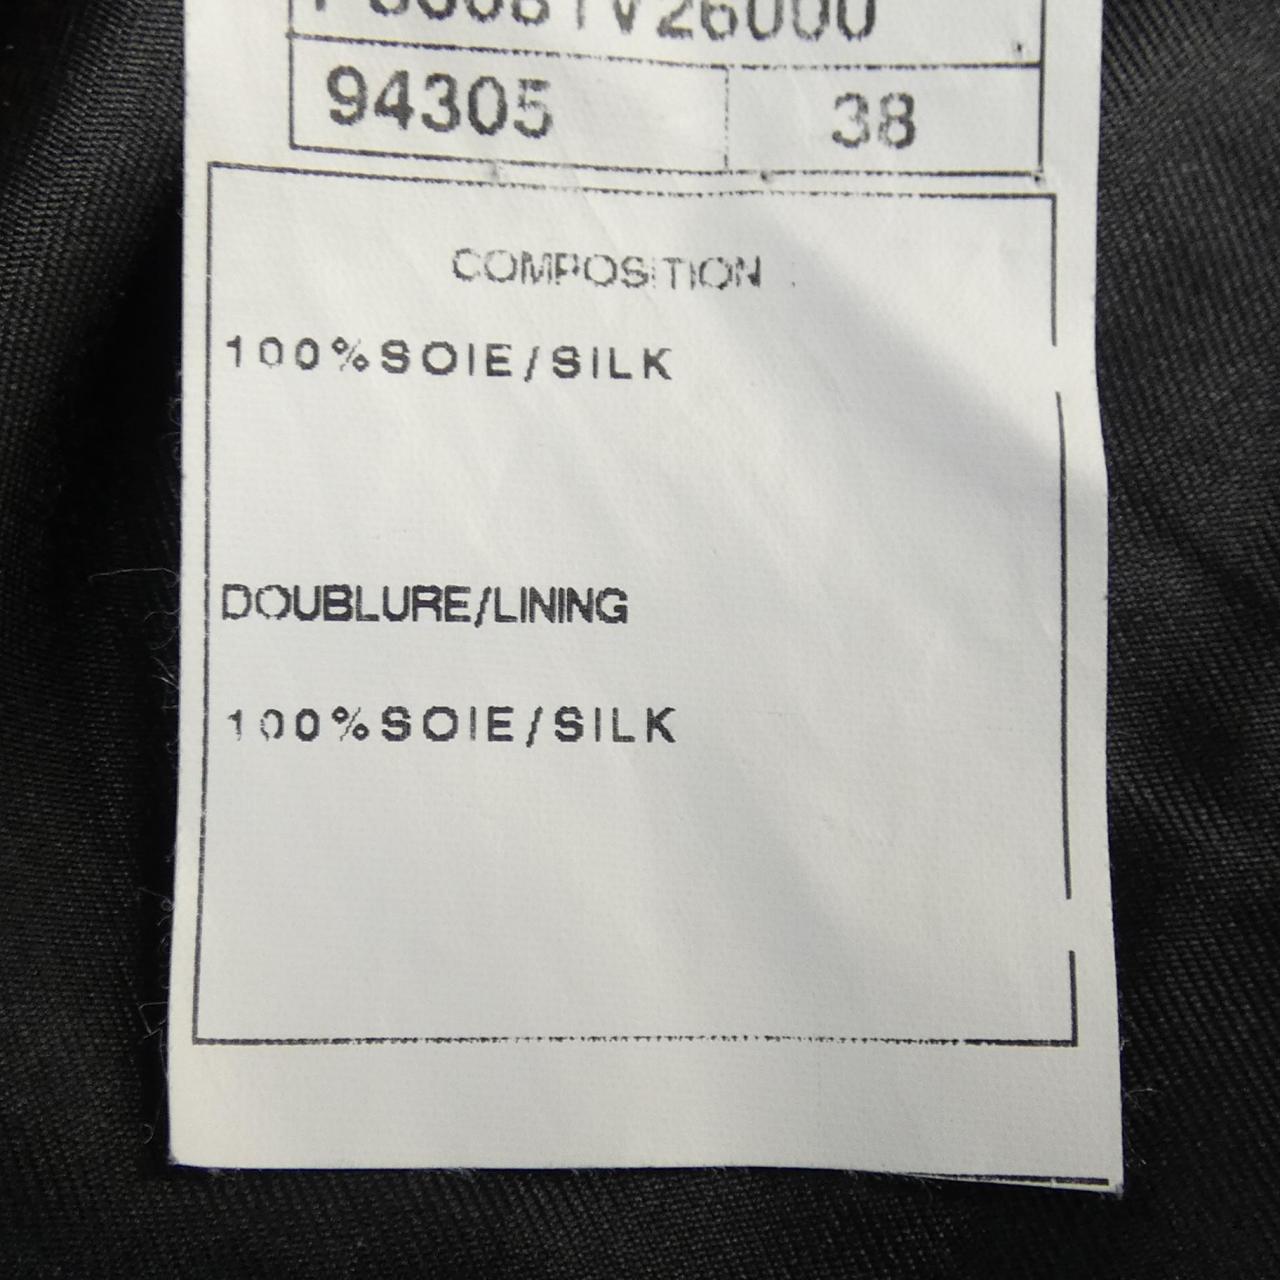 94305 38
COMPOSITION
100%SOIE/SILK
DOUBLURE/LINING
100%SOIE/SILK